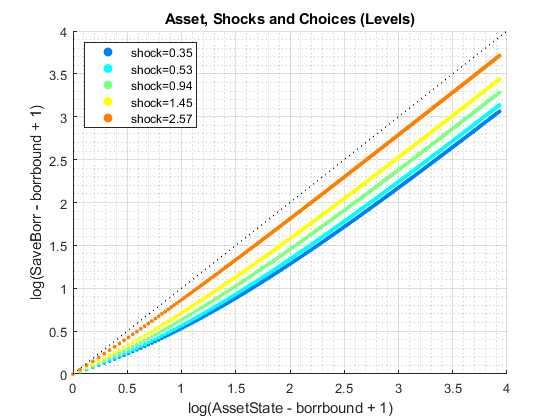 Asset, Shocks and Choices (Levels)
shock=0.35
shock=0.53
shock=0.94
shock=1.45
shock=2.57
log(SaveBorr - borrbound + 1)
4
3.5
3
2.5
2
1.5
1
0.5
0
0 0.5 1 1.5 2 2.5 3 3.5 4
log(AssetState - borrbound + 1)